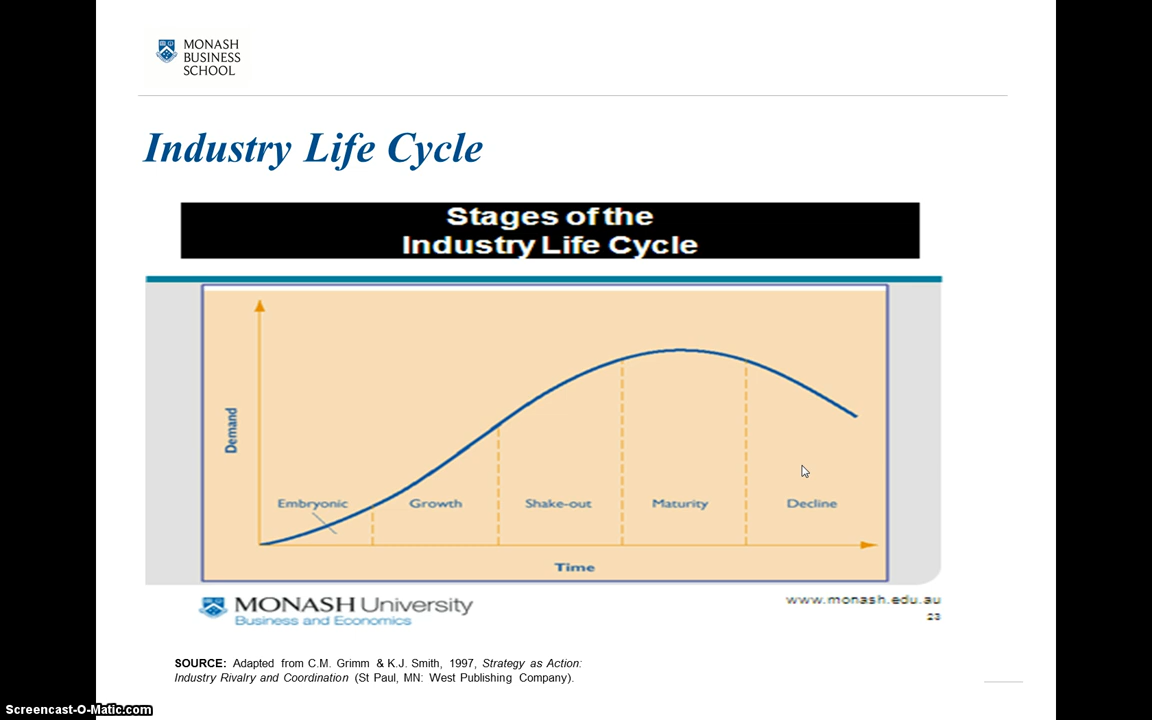 MONASH
BUSINESS
SCHOOL
Industry Life Cycle
Stages of the
Industry Life Cycle
Demand
Embryonic
Growth
Shake-out
Maturity
Decline
Time
MONASH University
Business and Economics
www.monash.edu.au
23
SOURCE: Adapted from C.M. Grimm & K.J. Smith, 1997, Strategy as Action:
Industry Rivalry and Coordination (St Paul, MN: West Publishing Company).
Screencast-O-Matic.com